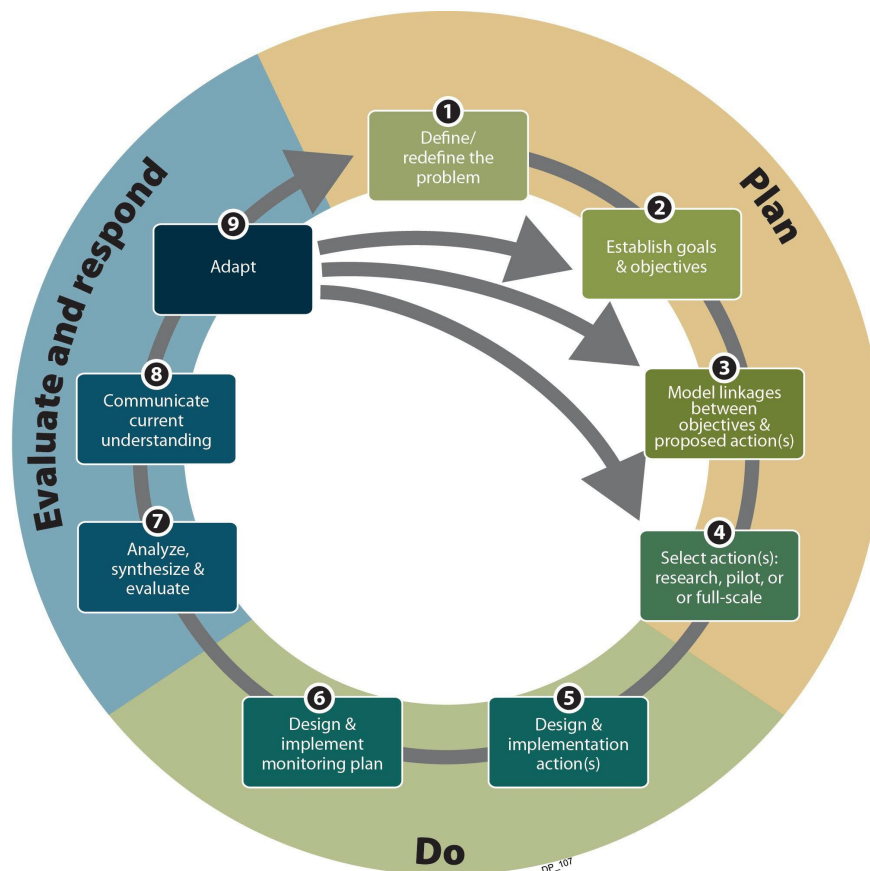 Plan
1
Define/
redefine the
problem
2
Establish goals
& objectives
3
Model linkages
between
objectives &
proposed action(s)
4
Select action(s):
research, pilot, or
or full-scale
Do
5
Design &
implementation
action(s)
6
Design &
implement
monitoring plan
Evaluate and respond
7
Analyze,
synthesize &
evaluate
8
Communicate
current
understanding
9
Adapt
DP_107